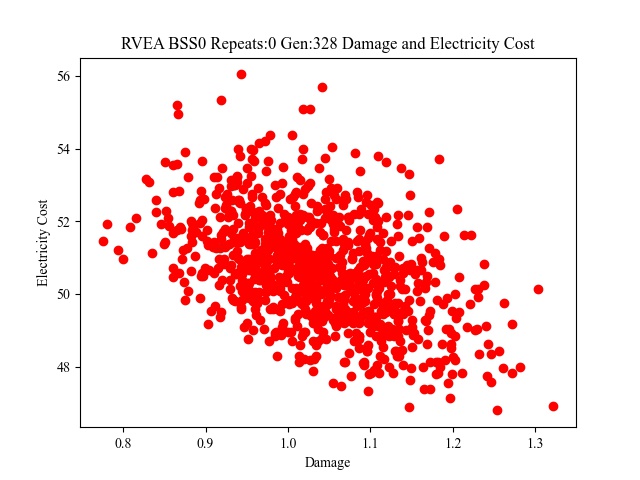 RVEA BSS0 Repeats:0 Gen:328 Damage and Electricity Cost
56
54
52
50
48
Electricity Cost
0.8 0.9 1.0 1.1 1.2 1.3
Damage